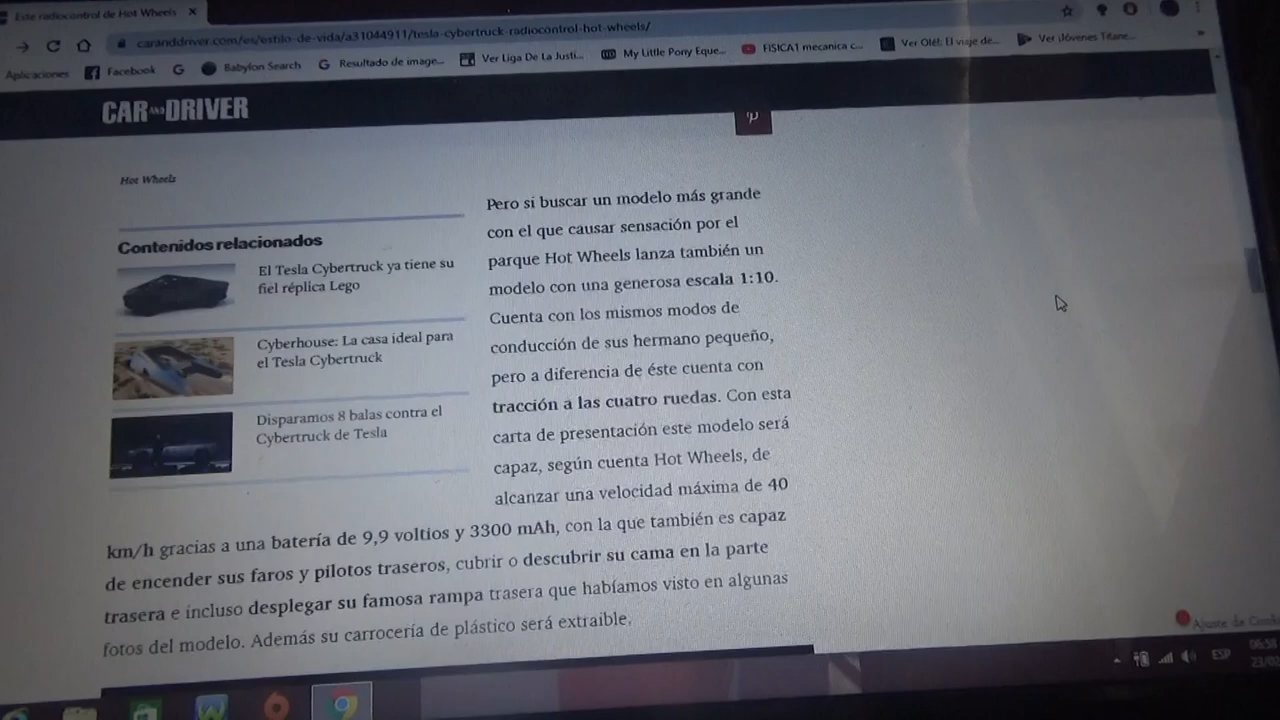 Este radiocontrol de Hot Wheels
caranddriver.com/es/estilo-de-vida/a31044911/tesla-cybertruck-radiocontrol-hot-wheels/
Aplicaciones Facebook Babylon Search Resultado de image... Ver Liga De La Justi... My Little Pony Eque... FISICA1 mecanica c... Ver Olé!: El viaje de... Ver Jóvenes Titane...
CAR AND DRIVER
Hot Wheels
Contenidos relacionados
El Tesla Cybertruck ya tiene su
fiel réplica Lego
Cyberhouse: La casa ideal para
el Tesla Cybertruck
Disparamos 8 balas contra el
Cybertruck de Tesla
Pero si buscar un modelo más grande
con el que causar sensación por el
parque Hot Wheels lanza también un
modelo con una generosa escala 1:10.
Cuenta con los mismos modos de
conducción de sus hermano pequeño,
pero a diferencia de éste cuenta con
tracción a las cuatro ruedas. Con esta
carta de presentación este modelo será
capaz, según cuenta Hot Wheels, de
alcanzar una velocidad máxima de 40
km/h gracias a una batería de 9,9 voltios y 3300 mAh, con la que también es capaz
de encender sus faros y pilotos traseros, cubrir o descubrir su cama en la parte
trasera e incluso desplegar su famosa rampa trasera que habíamos visto en algunas
fotos del modelo. Además su carrocería de plástico será extraible.
Ajuste de
ESP